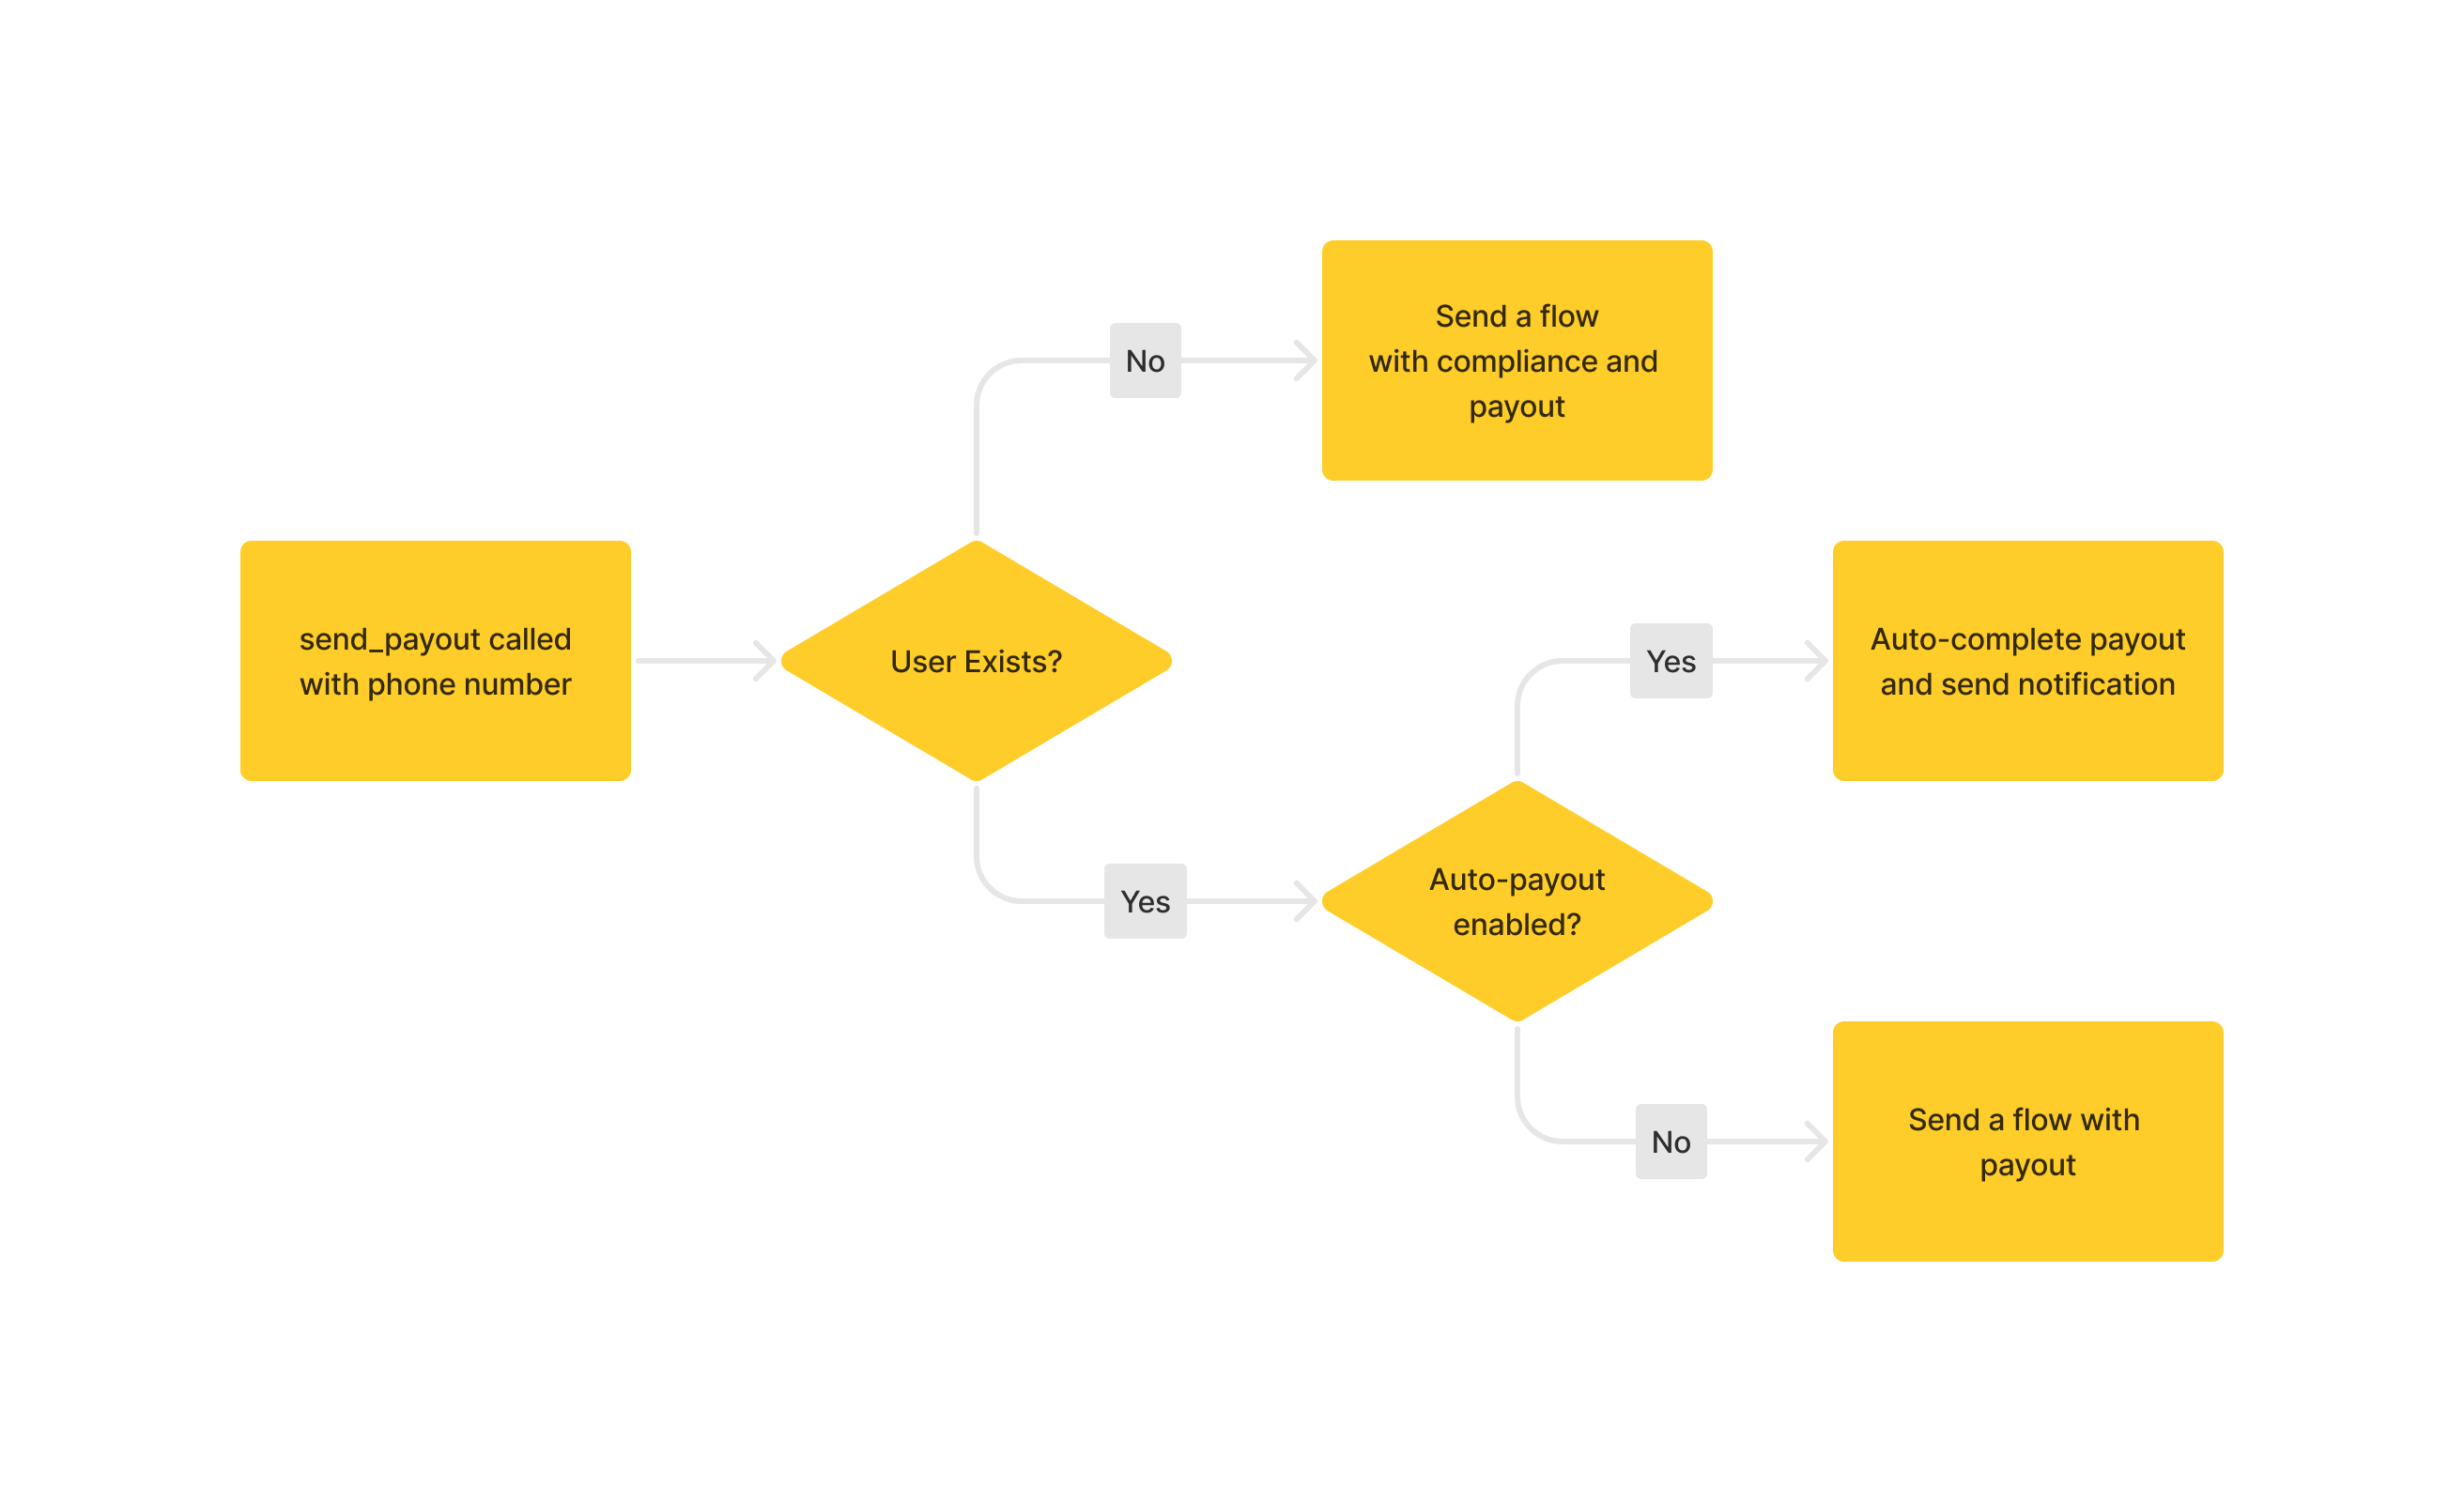 send_payout called
with phone number
User Exists?
No
Send a flow
with compliance and
payout
Yes
Auto-payout
enabled?
Yes
Auto-complete payout
and send notification
No
Send a flow with
payout